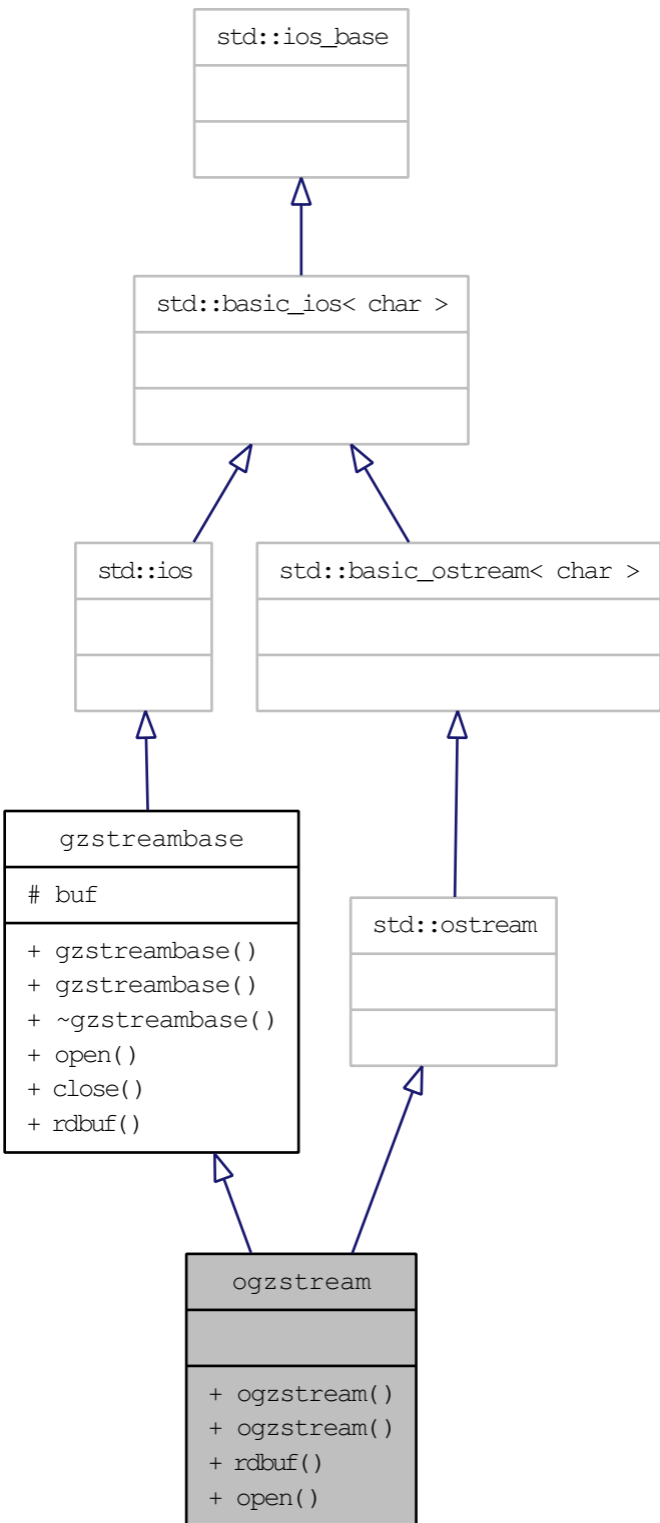 std::ios_base
std::basic_ios< char >
std::ios
std::basic_ostream< char >
gzstreambase
# buf
+ gzstreambase()
+ gzstreambase()
+ ~gzstreambase()
+ open()
+ close()
+ rdbuf()
std::ostream
ogzstream
+ ogzstream()
+ ogzstream()
+ rdbuf()
+ open()